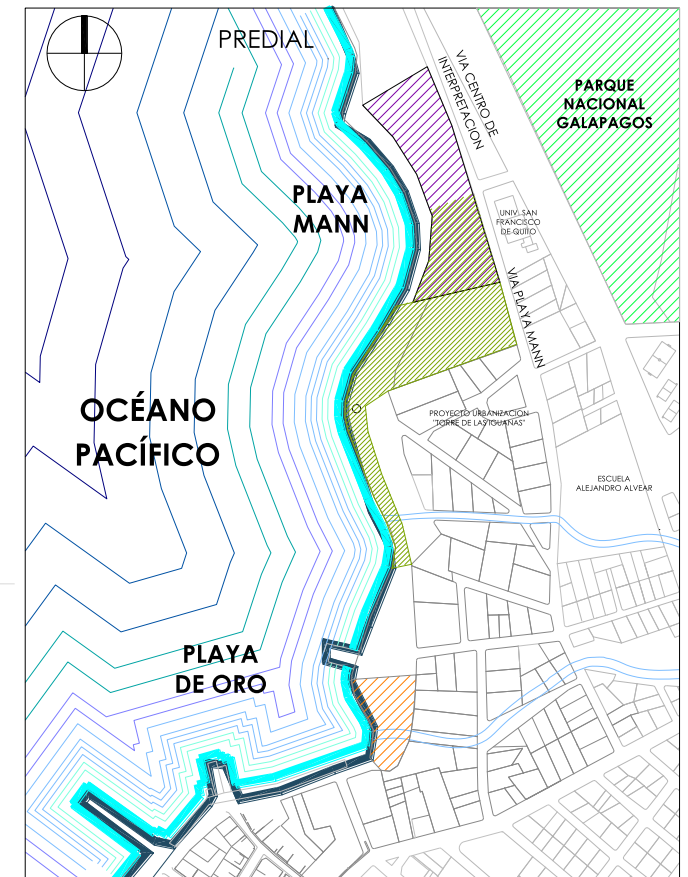 PREDIAL
VIA CENTRO DE
INTERPRETACION
PARQUE
NACIONAL
GALAPAGOS
PLAYA
MANN
UNIV. SAN
FRANCISCO
DE QUITO
VIA PLAYA MANN
OCÉANO
PACÍFICO
PROYECTO URBANIZACION
"TORRE DE LAS IGUANAS"
ESCUELA
ALEJANDRO ALVEAR
PLAYA
DE ORO